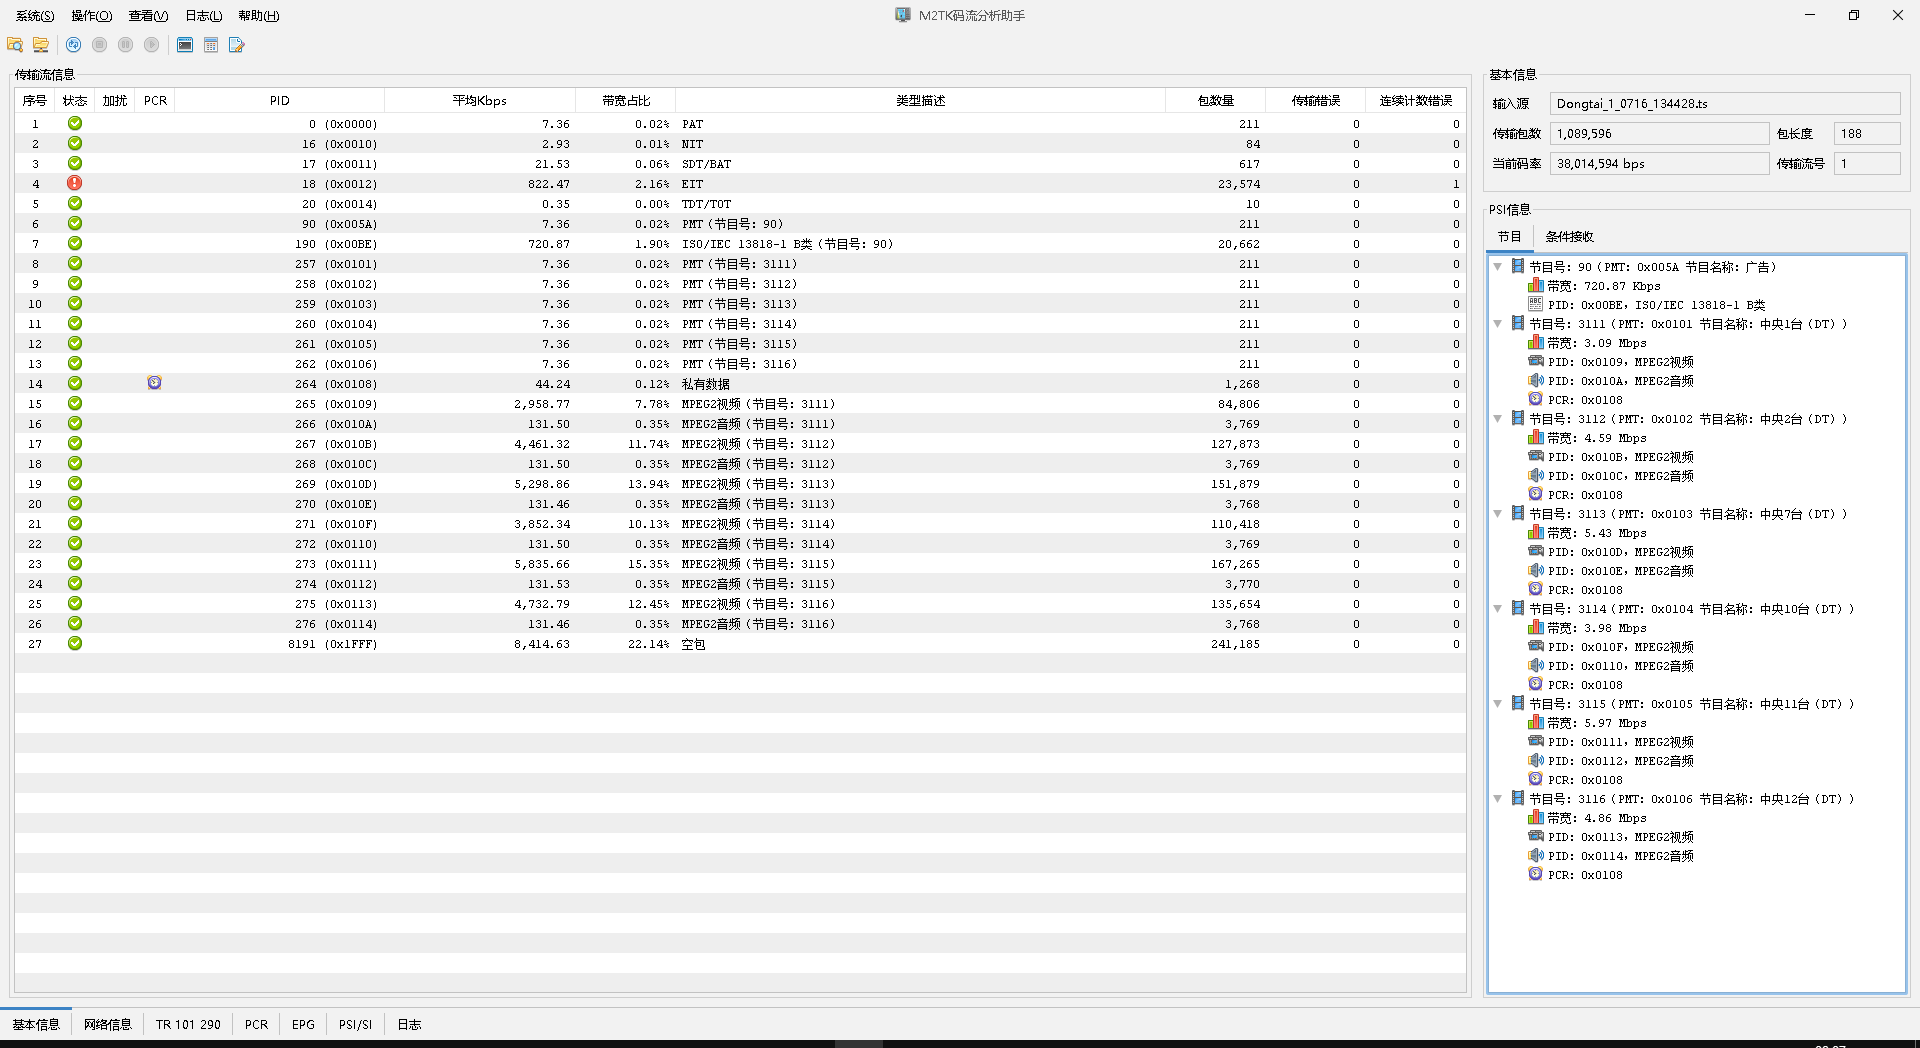 系统(S) 操作(O) 查看(V) 日志(L) 帮助(H) M2TK码流分析助手
传输流信息
序号 状态 加扰 PCR PID 平均Kbps 带宽占比 类型描述 包数量 传输错误 连续计数错误
1 0 (0x0000) 7.36 0.02% PAT 211 0 0
2 16 (0x0010) 2.93 0.01% NIT 84 0 0
3 17 (0x0011) 21.53 0.06% SDT/BAT 617 0 0
4 18 (0x0012) 822.47 2.16% EIT 23,574 0 1
5 20 (0x0014) 0.35 0.00% TDT/TOT 10 0 0
6 90 (0x005A) 7.36 0.02% PMT (节目号: 90) 211 0 0
7 190 (0x00BE) 720.87 1.90% ISO/IEC 13818-1 B类 (节目号: 90) 20,662 0 0
8 257 (0x0101) 7.36 0.02% PMT (节目号: 3111) 211 0 0
9 258 (0x0102) 7.36 0.02% PMT (节目号: 3112) 211 0 0
10 259 (0x0103) 7.36 0.02% PMT (节目号: 3113) 211 0 0
11 260 (0x0104) 7.36 0.02% PMT (节目号: 3114) 211 0 0
12 261 (0x0105) 7.36 0.02% PMT (节目号: 3115) 211 0 0
13 262 (0x0106) 7.36 0.02% PMT (节目号: 3116) 211 0 0
14 264 (0x0108) 44.24 0.12% 私有数据 1,268 0 0
15 265 (0x0109) 2,958.77 7.78% MPEG2视频 (节目号: 3111) 84,806 0 0
16 266 (0x010A) 131.50 0.35% MPEG2音频 (节目号: 3111) 3,769 0 0
17 267 (0x010B) 4,461.32 11.74% MPEG2视频 (节目号: 3112) 127,873 0 0
18 268 (0x010C) 131.50 0.35% MPEG2音频 (节目号: 3112) 3,769 0 0
19 269 (0x010D) 5,298.86 13.94% MPEG2视频 (节目号: 3113) 151,879 0 0
20 270 (0x010E) 131.46 0.35% MPEG2音频 (节目号: 3113) 3,768 0 0
21 271 (0x010F) 3,852.34 10.13% MPEG2视频 (节目号: 3114) 110,418 0 0
22 272 (0x0110) 131.50 0.35% MPEG2音频 (节目号: 3114) 3,769 0 0
23 273 (0x0111) 5,835.66 15.35% MPEG2视频 (节目号: 3115) 167,265 0 0
24 274 (0x0112) 131.53 0.35% MPEG2音频 (节目号: 3115) 3,770 0 0
25 275 (0x0113) 4,732.79 12.45% MPEG2视频 (节目号: 3116) 135,654 0 0
26 276 (0x0114) 131.46 0.35% MPEG2音频 (节目号: 3116) 3,768 0 0
27 8191 (0x1FFF) 8,414.63 22.14% 空包 241,185 0 0
基本信息
输入源 Dongtai_1_0716_134428.ts
传输包数 1,089,596 包长度 188
当前码率 38,014,594 bps 传输流号 1
PSI信息
节目 条件接收
节目号: 90 (PMT: 0x005A 节目名称: 广告)
带宽: 720.87 Kbps
PID: 0x00BE, ISO/IEC 13818-1 B类
节目号: 3111 (PMT: 0x0101 节目名称: 中央1台 (DT) )
带宽: 3.09 Mbps
PID: 0x0109, MPEG2视频
PID: 0x010A, MPEG2音频
PCR: 0x0108
节目号: 3112 (PMT: 0x0102 节目名称: 中央2台 (DT) )
带宽: 4.59 Mbps
PID: 0x010B, MPEG2视频
PID: 0x010C, MPEG2音频
PCR: 0x0108
节目号: 3113 (PMT: 0x0103 节目名称: 中央7台 (DT) )
带宽: 5.43 Mbps
PID: 0x010D, MPEG2视频
PID: 0x010E, MPEG2音频
PCR: 0x0108
节目号: 3114 (PMT: 0x0104 节目名称: 中央10台 (DT) )
带宽: 3.98 Mbps
PID: 0x010F, MPEG2视频
PID: 0x0110, MPEG2音频
PCR: 0x0108
节目号: 3115 (PMT: 0x0105 节目名称: 中央11台 (DT) )
带宽: 5.97 Mbps
PID: 0x0111, MPEG2视频
PID: 0x0112, MPEG2音频
PCR: 0x0108
节目号: 3116 (PMT: 0x0106 节目名称: 中央12台 (DT) )
带宽: 4.86 Mbps
PID: 0x0113, MPEG2视频
PID: 0x0114, MPEG2音频
PCR: 0x0108
基本信息 网络信息 TR 101 290 PCR EPG PSI/SI 日志